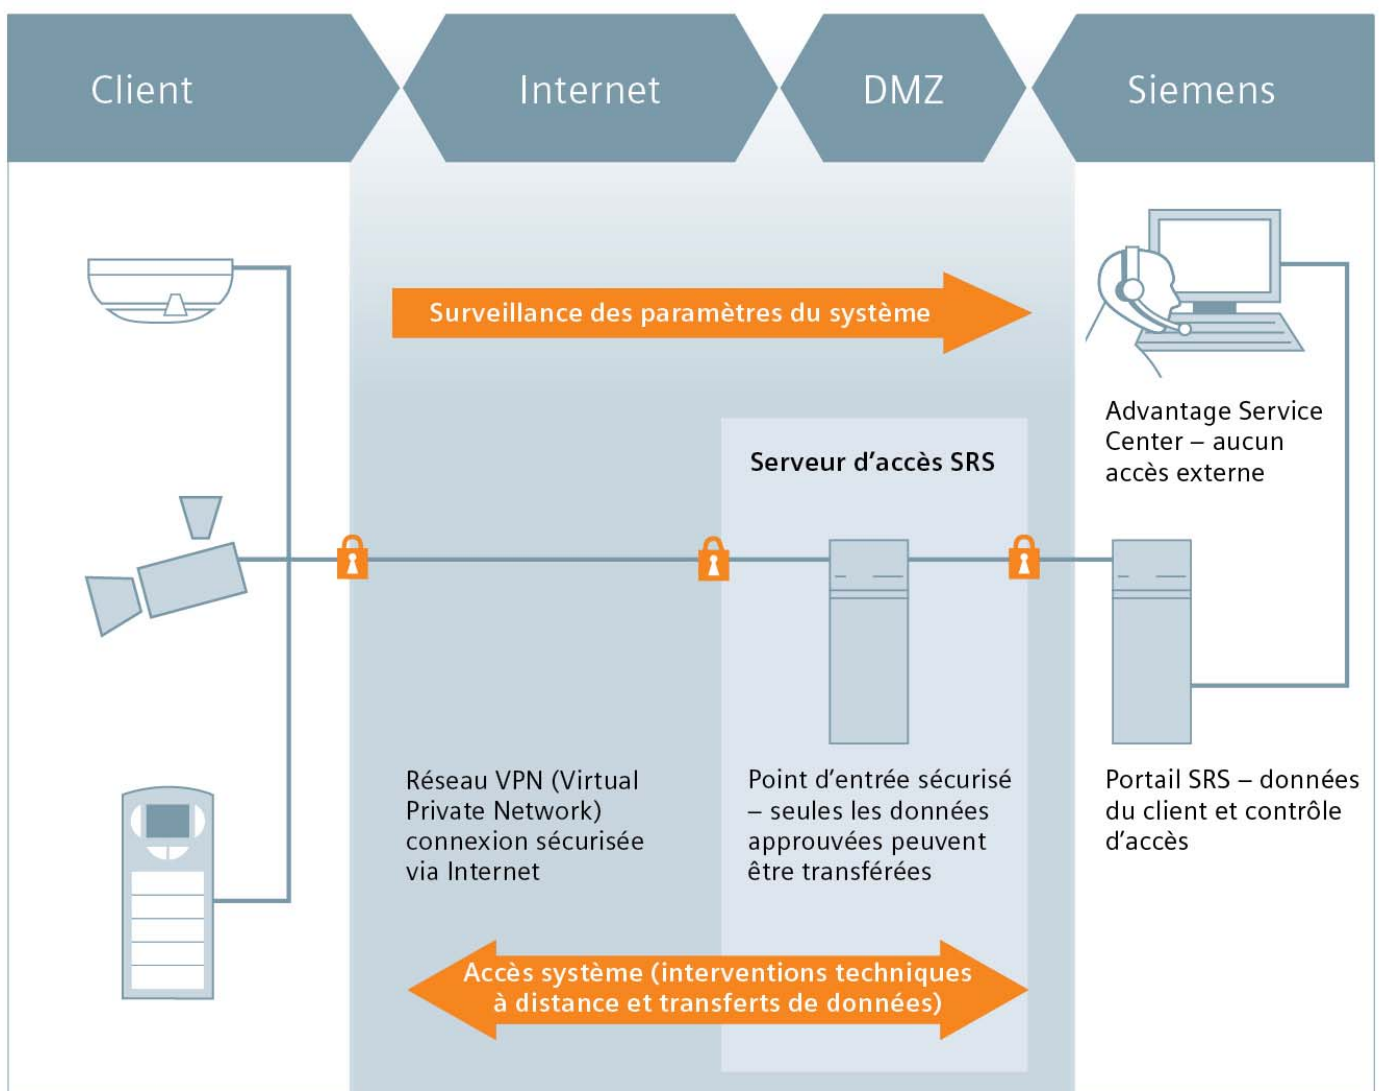 Client
Internet
DMZ
Siemens
Surveillance des paramètres du système
Advantage Service
Center – aucun
accès externe
Serveur d'accès SRS
Réseau VPN (Virtual
Private Network)
connexion sécurisée
via Internet
Point d'entrée sécurisé
– seules les données
approuvées peuvent
être transférées
Portail SRS – données
du client et contrôle
d'accès
Accès système (interventions techniques
à distance et transferts de données)